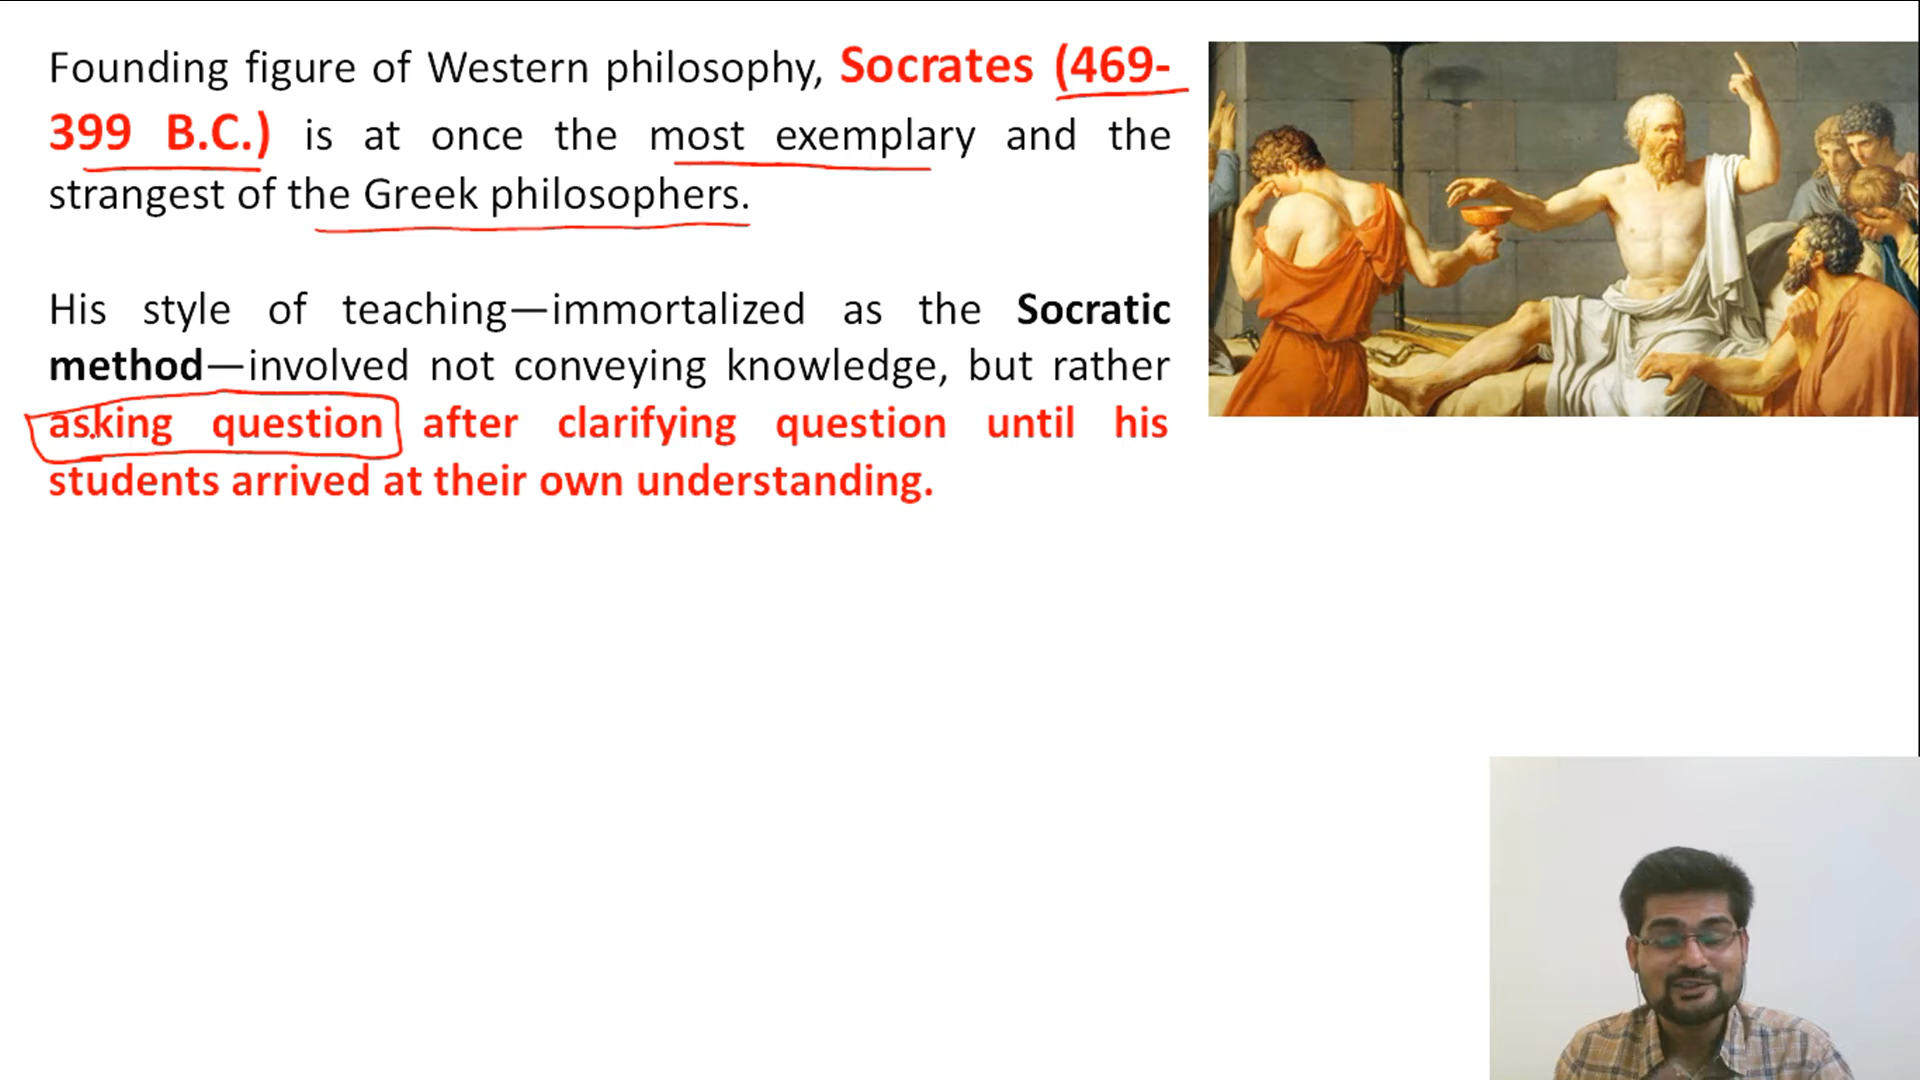 Founding figure of Western philosophy, Socrates (469-
399 B.C.) is at once the most exemplary and the
strangest of the Greek philosophers.
His style of teaching—immortalized as the Socratic
method—involved not conveying knowledge, but rather
asking question after clarifying question until his
students arrived at their own understanding.